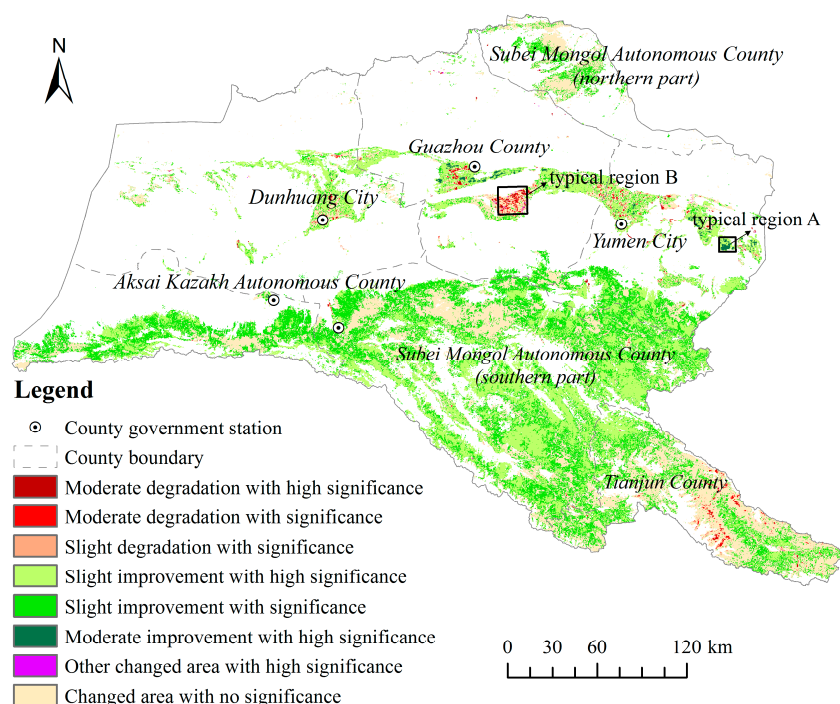 N
Subei Mongol Autonomous County
(northern part)
Guazhou County
typical region B
Dunhuang City
typical region A
Yumen City
Aksai Kazakh Autonomous County
Subei Mongol Autonomous County
(southern part)
Tianjun County
Legend
County government station
County boundary
Moderate degradation with high significance
Moderate degradation with significance
Slight degradation with significance
Slight improvement with high significance
Slight improvement with significance
Moderate improvement with high significance
Other changed area with high significance
Changed area with no significance
0 30 60 120 km